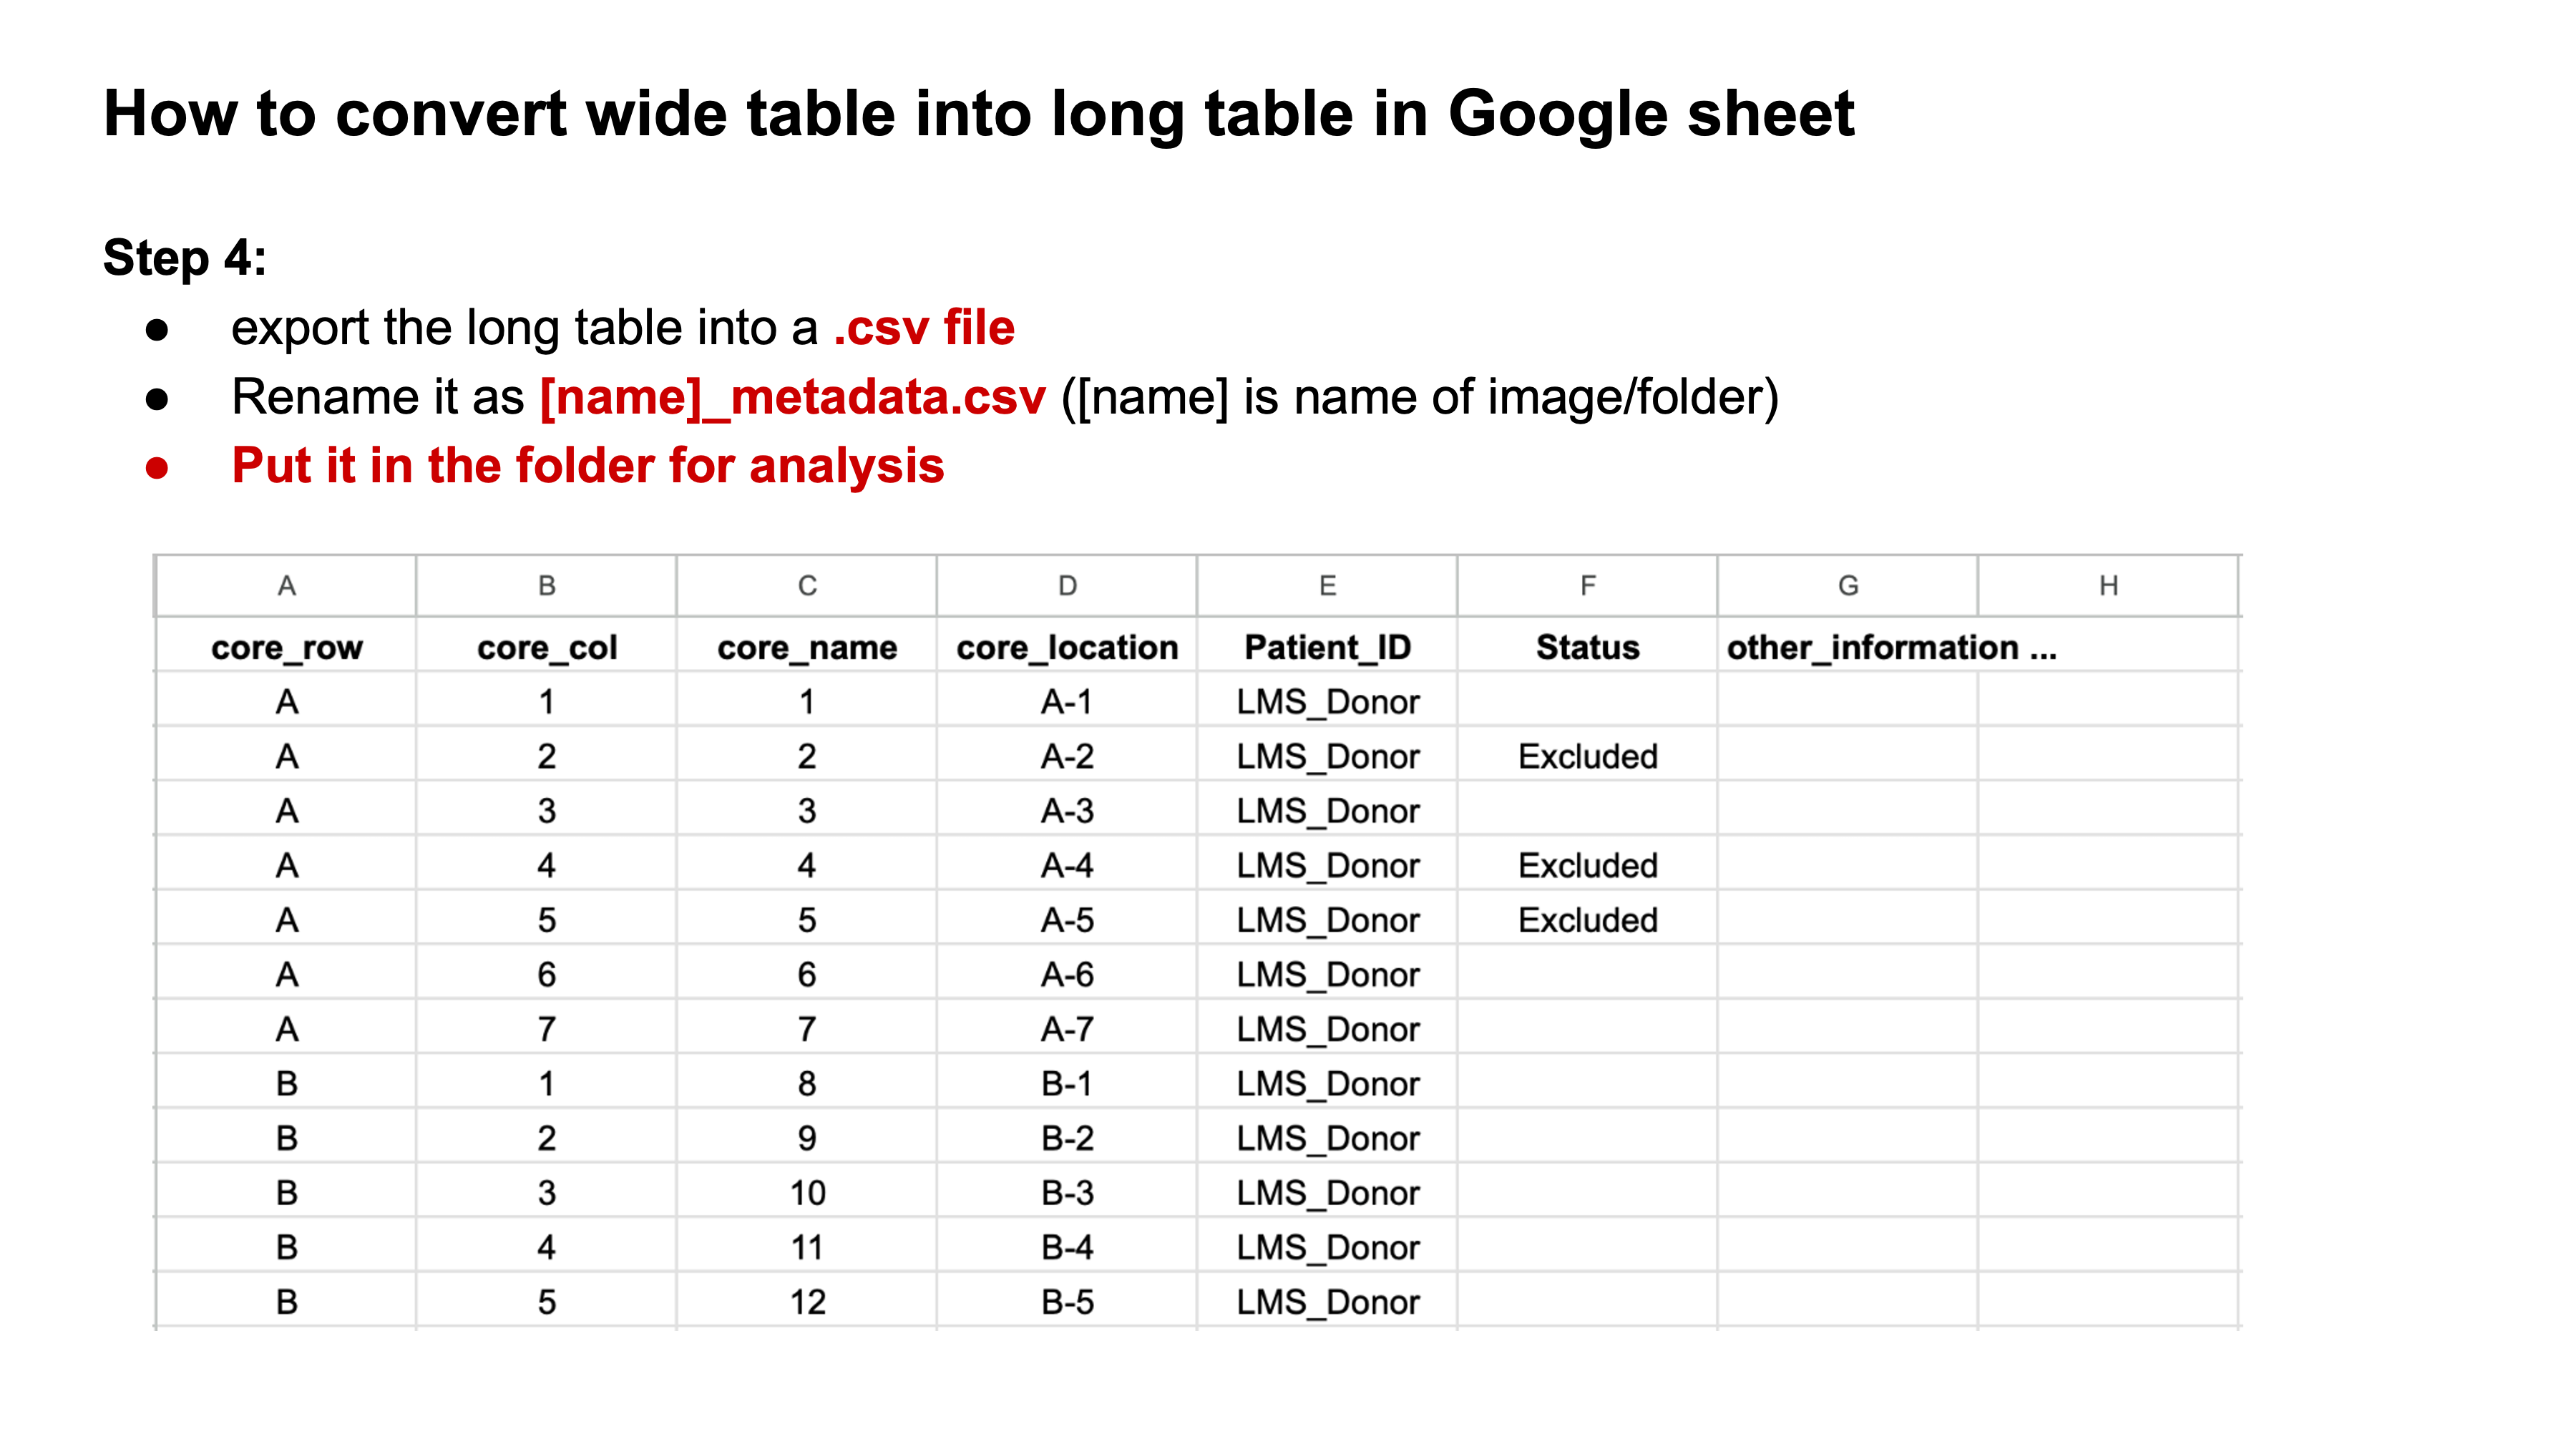 How to convert wide table into long table in Google sheet
Step 4:
● export the long table into a .csv file
● Rename it as [name]_metadata.csv ([name] is name of image/folder)
● Put it in the folder for analysis
A B C D E F G H
core_row core_col core_name core_location Patient_ID Status other_information ...
A 1 1 A-1 LMS_Donor
A 2 2 A-2 LMS_Donor Excluded
A 3 3 A-3 LMS_Donor
A 4 4 A-4 LMS_Donor Excluded
A 5 5 A-5 LMS_Donor Excluded
A 6 6 A-6 LMS_Donor
A 7 7 A-7 LMS_Donor
B 1 8 B-1 LMS_Donor
B 2 9 B-2 LMS_Donor
B 3 10 B-3 LMS_Donor
B 4 11 B-4 LMS_Donor
B 5 12 B-5 LMS_Donor